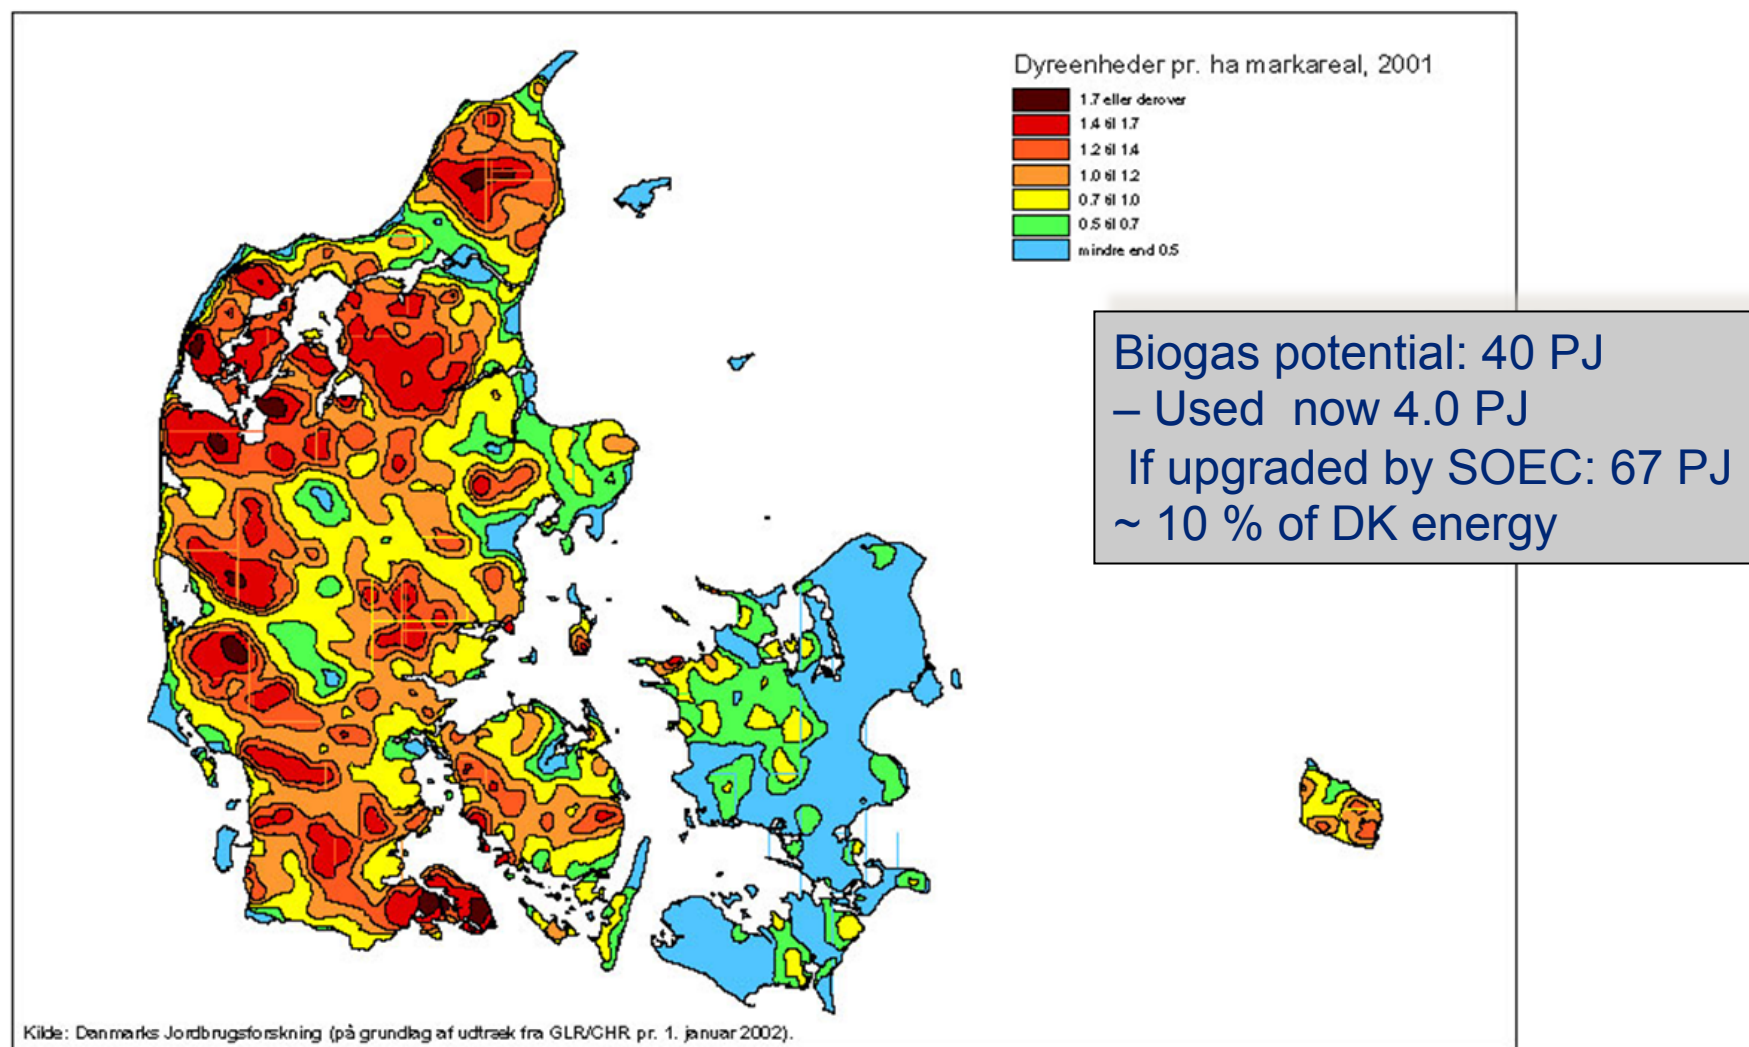 Dyreenheder pr. ha markareal, 2001
1.7 eller derover
1.4 til 1.7
1.2 til 1.4
1.0 til 1.2
0.7 til 1.0
0.5 til 0.7
mindre end 0.5
Biogas potential: 40 PJ
– Used now 4.0 PJ
If upgraded by SOEC: 67 PJ
~ 10 % of DK energy
Kilde: Danmarks Jordbrugsforskning (på grundlag af udtræk fra GLR/CHR pr. 1. januar 2002).